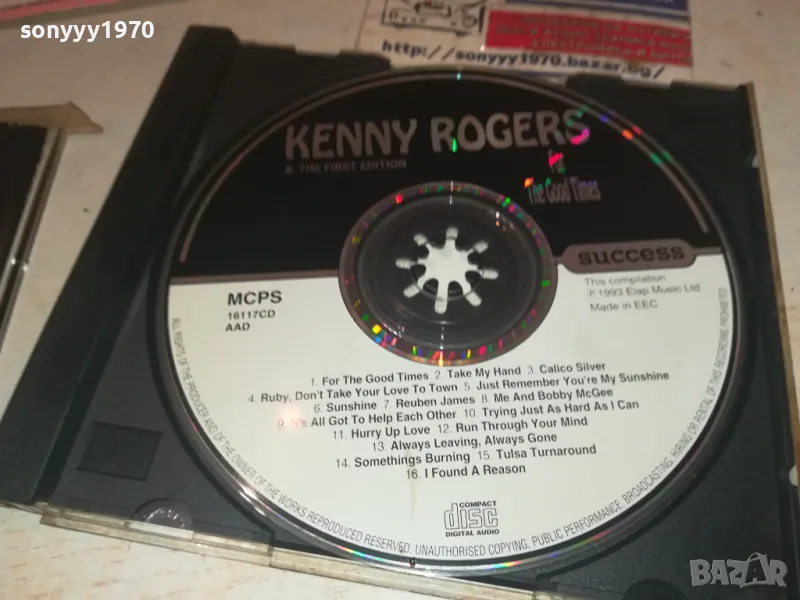 sonyyy1970
http://sonyyy1970.bazar.bg/
KENNY ROGERS
& THE FIRST EDITION
For
The Good Times
success
This compilation
℗ 1993 Elap Music Ltd
Made in EEC
MCPS
16117CD
AAD
1. For The Good Times 2. Take My Hand 3. Calico Silver
4. Ruby, Don't Take Your Love To Town 5. Just Remember You're My Sunshine
6. Sunshine 7. Reuben James 8. Me And Bobby McGee
9. It's All Got To Help Each Other 10. Trying Just As Hard As I Can
11. Hurry Up Love 12. Run Through Your Mind
13. Always Leaving, Always Gone
14. Somethings Burning 15. Tulsa Turnaround
16. I Found A Reason
COMPACT
disc
DIGITAL AUDIO
ALL RIGHTS OF THE PRODUCER AND OF THE OWNER OF THE WORKS REPRODUCED RESERVED, UNAUTHORISED COPYING, PUBLIC PERFORMANCE, BROADCASTING, HIRING OR RENTAL OF THIS RECORDING PROHIBITED
BAZAR